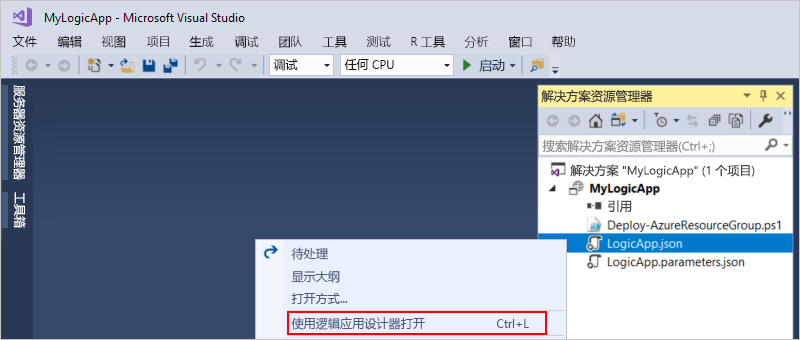 MyLogicApp - Microsoft Visual Studio
文件 编辑 视图 项目 生成 调试 团队 工具 测试 R 工具 分析 窗口 帮助
调试 任何 CPU 启动
服务器资源管理器
工具箱
解决方案资源管理器
搜索解决方案资源管理器(Ctrl+;)
解决方案 "MyLogicApp" (1 个项目)
MyLogicApp
引用
Deploy-AzureResourceGroup.ps1
LogicApp.json
LogicApp.parameters.json
待处理
显示大纲
打开方式...
使用逻辑应用设计器打开 Ctrl+L